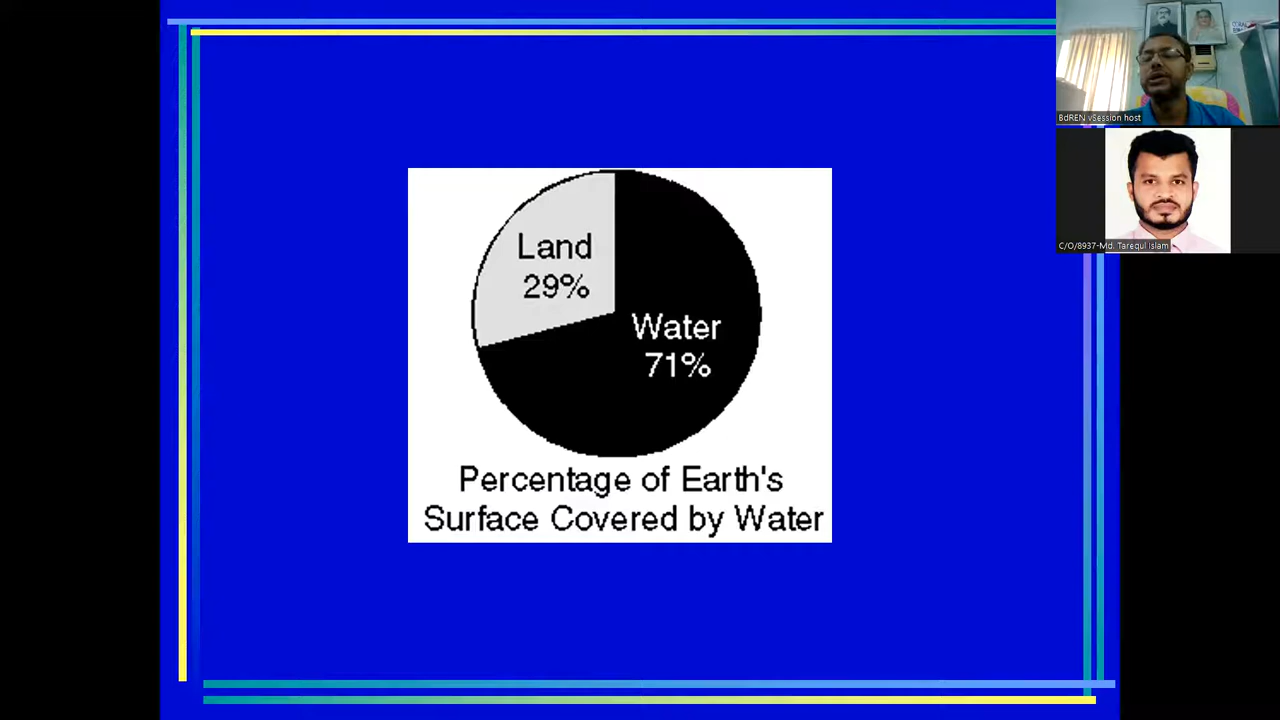 Land
29%
Water
71%
Percentage of Earth's
Surface Covered by Water
BdREN vSession host
C/O/8937-Md. Tarequl Islam